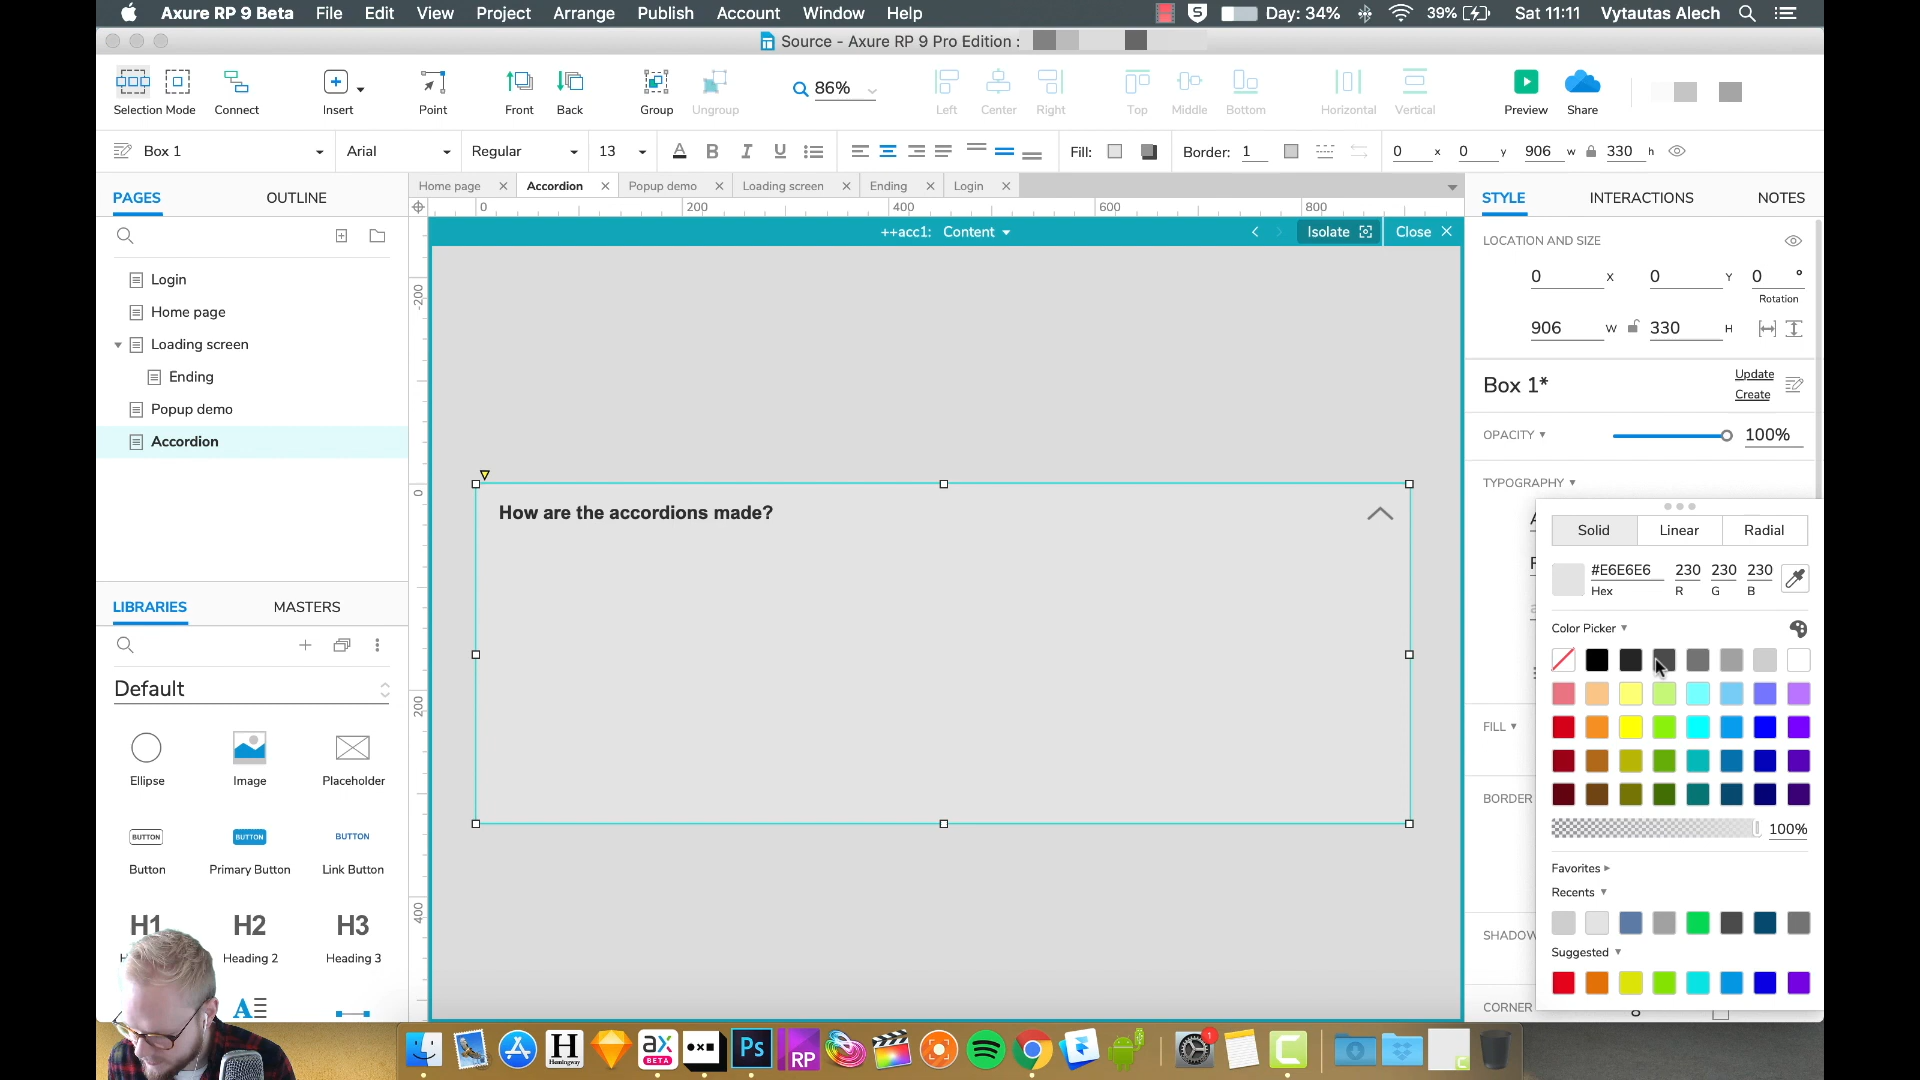 Axure RP 9 Beta File Edit View Project Arrange Publish Account Window Help
S Day: 34% 39% Sat 11:11 Vytautas Alech
Source - Axure RP 9 Pro Edition :
86%
Selection Mode Connect Insert Point Front Back Group Ungroup Left Center Right Top Middle Bottom Horizontal Vertical Preview Share
Box 1 Arial Regular 13 A B I U Fill: Border: 1 0 x 0 y 906 w 330 h
PAGES OUTLINE
Home page Accordion Popup demo Loading screen Ending Login
STYLE INTERACTIONS NOTES
0 200 400 600 800
++acc1: Content
Isolate Close
Login
Home page
Loading screen
Ending
Popup demo
Accordion
-200
0
200
400
How are the accordions made?
LOCATION AND SIZE
0 X 0 Y 0 °
Rotation
906 W 330 H
Box 1*
Update
Create
OPACITY 100%
TYPOGRAPHY
Solid Linear Radial
#E6E6E6 230 230 230
Hex R G B
Color Picker
FILL
BORDER
100%
Favorites
Recents
SHADOW
Suggested
CORNER
LIBRARIES MASTERS
Default
Ellipse Image Placeholder
BUTTON BUTTON BUTTON
Button Primary Button Link Button
H1 H2 H3
Heading 2 Heading 3
A
H
Hemingway
ax
BETA
Ps
RP
1